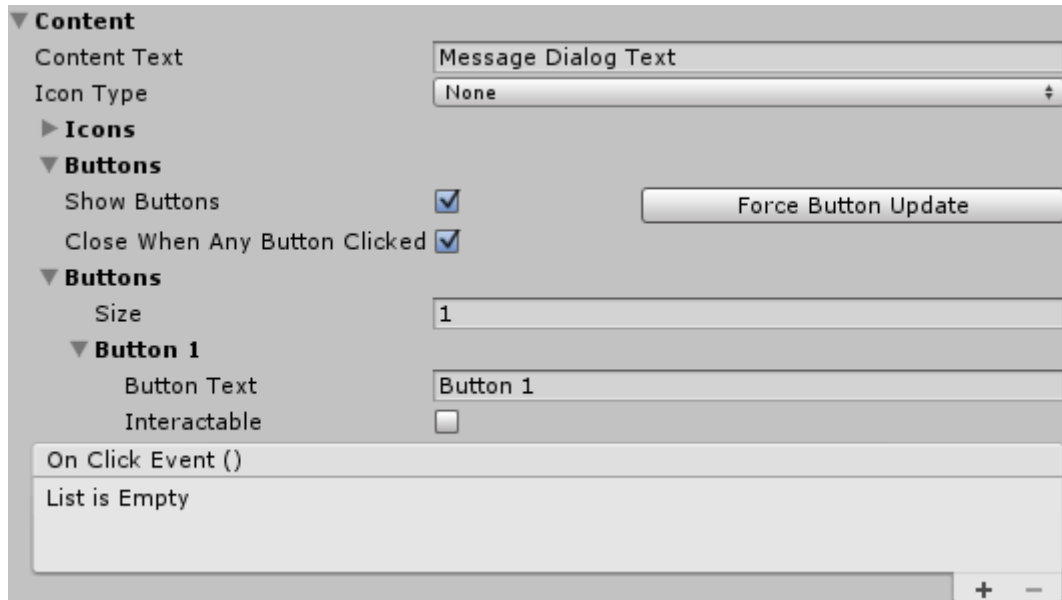 Content
Content Text Message Dialog Text
Icon Type None
Icons
Buttons
Show Buttons Force Button Update
Close When Any Button Clicked
Buttons
Size 1
Button 1
Button Text Button 1
Interactable
On Click Event ()
List is Empty
+ −